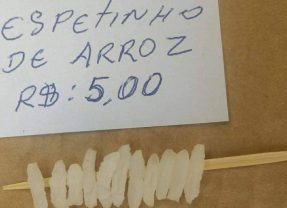 ESPETINHO
DE ARROZ
R$: 5,00